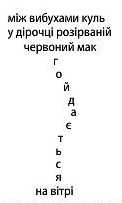 між вибухами куль
у дірочці розірваній
червоний мак
г
о
й
д
а
є
т
ь
с
я
на вітрі